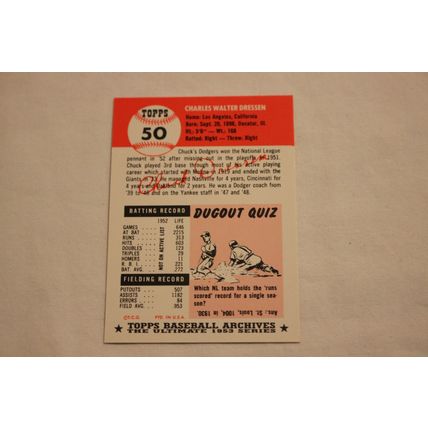 TOPPS
50
CHARLES WALTER DRESSEN
Home: Los Angeles, California
Born: Sept. 20, 1898, Decatur, Ill.
Ht.: 5'6" — Wt.: 160
Batted: Right • Threw: Right
Chuck's Dodgers won the National League
pennant in '52 after missing out in the playoffs of 1951.
Chuck played 3rd base through most of his active playing
career which started with Moline in 1919 and ended with the
Giants in '33. He managed Nashville for 4 years, Cincinnati for
4 years and Oakland for 2 years. He was a Dodger coach from
'39 to '46 and on the Yankee staff in '47 and '48.
BATTING RECORD
1952 LIFE
GAMES 646
AT BAT 2215
RUNS 313
HITS 603
DOUBLES 123
TRIPLES 29
HOMERS 11
R. B. I. 221
BAT AVG. .272
NOT ON ACTIVE LIST
FIELDING RECORD
PUTOUTS 507
ASSISTS 1182
ERRORS 84
FIELD AVG. .953
©T.C.G. PTD. IN U.S.A.
DUGOUT QUIZ
Which NL team holds the 'runs
scored' record for a single sea-
son?
Ans. St. Louis, 1004, in 1930.
★ TOPPS BASEBALL ARCHIVES ★
THE ULTIMATE 1953 SERIES